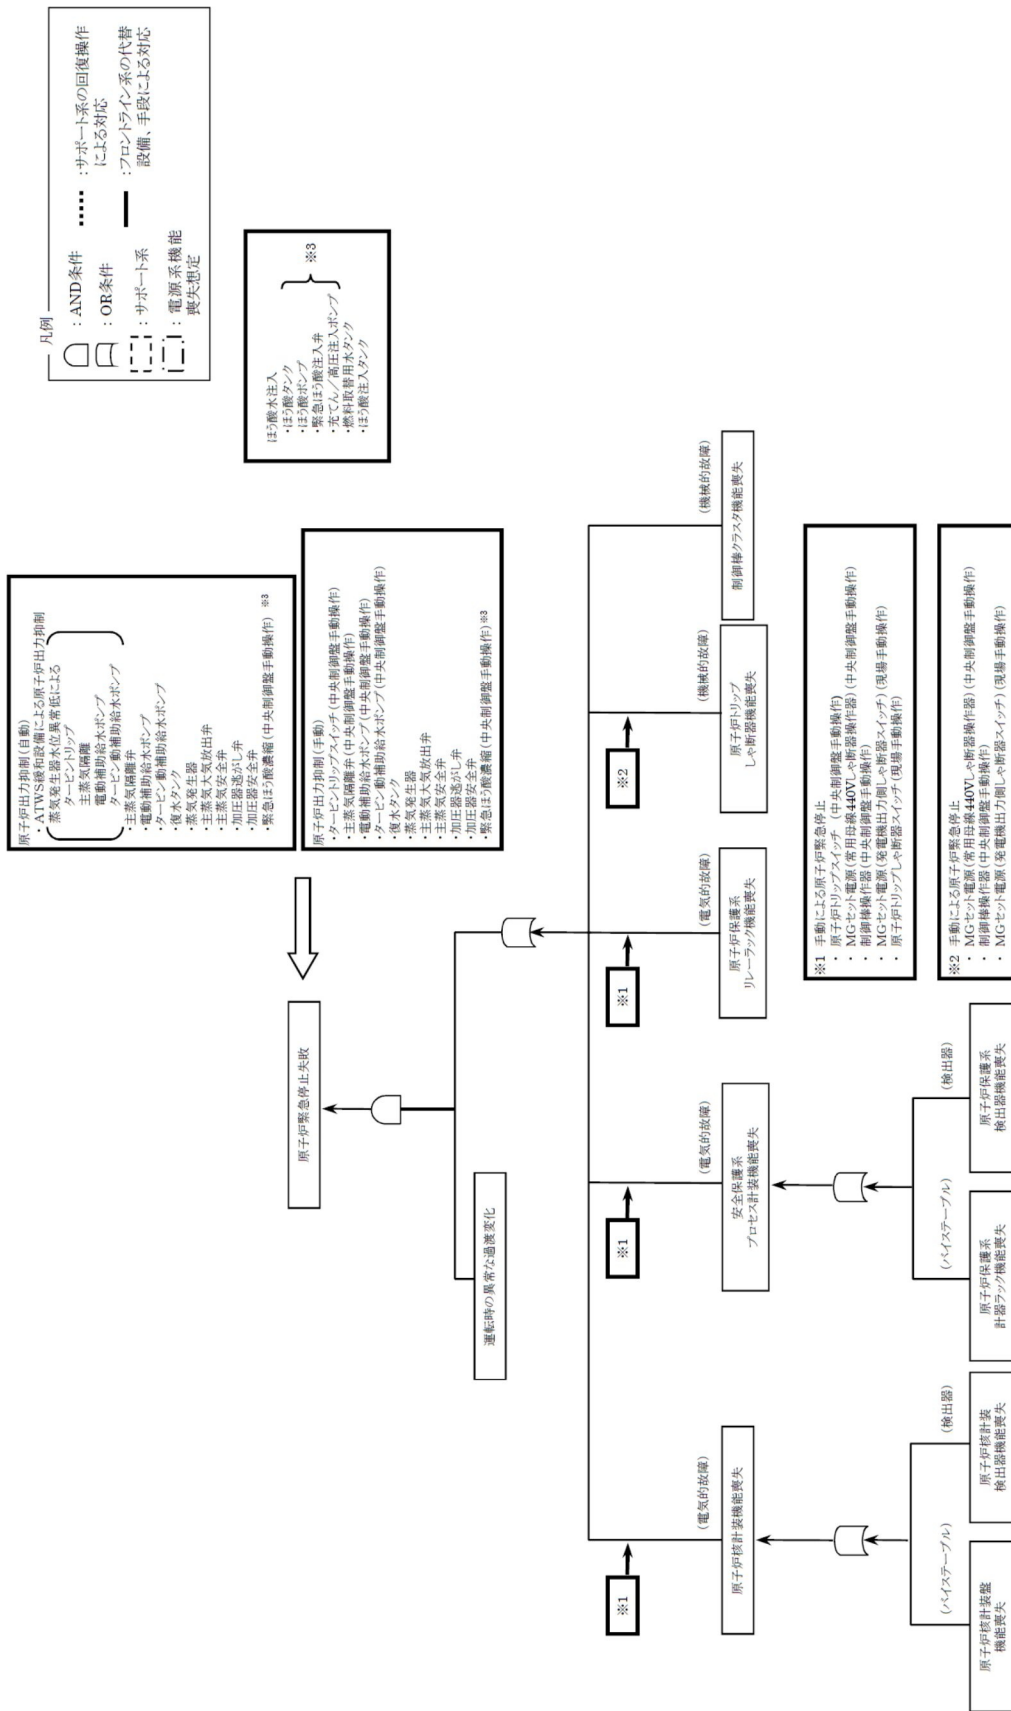 凡例
：AND条件
：OR条件
：サポート系
：電源系機能
喪失想定
：サポート系の回復操作
による対応
：フロントライン系の代替
設備、手段による対応
原子炉出力抑制(自動)
・ATWS緩和設備による原子炉出力抑制
蒸気発生器水位異常低による
タービントリップ
主蒸気隔離
電動補助給水ポンプ
タービン動補助給水ポンプ
・主蒸気隔離弁
・電動補助給水ポンプ
・タービン動補助給水ポンプ
・復水タンク
・蒸気発生器
・主蒸気大気放出弁
・主蒸気安全弁
・加圧器逃がし弁
・加圧器安全弁
・緊急ほう酸濃縮(中央制御盤手動操作) ※3
原子炉出力抑制(手動)
・タービントリップスイッチ(中央制御盤手動操作)
・主蒸気隔離弁(中央制御盤手動操作)
・電動補助給水ポンプ(中央制御盤手動操作)
・タービン動補助給水ポンプ(中央制御盤手動操作)
・復水タンク
・蒸気発生器
・主蒸気大気放出弁
・主蒸気安全弁
・加圧器逃がし弁
・加圧器安全弁
・緊急ほう酸濃縮(中央制御盤手動操作)※3
ほう酸水注入
・ほう酸タンク
・ほう酸ポンプ
・緊急ほう酸注入弁
・充てん／高圧注入ポンプ
・燃料取替用水タンク
・ほう酸注入タンク
※3
原子炉緊急停止失敗
運転時の異常な過渡変化
※1
※1
※1
※2
(電気的故障)
原子炉核計装機能喪失
(電気的故障)
安全保護系
プロセス計装機能喪失
(電気的故障)
原子炉保護系
リレーラック機能喪失
(機械的故障)
原子炉トリップ
しゃ断器機能喪失
(機械的故障)
制御棒クラスタ機能喪失
(バイステーブル)
原子炉核計装盤
機能喪失
(検出器)
原子炉核計装
検出器機能喪失
(バイステーブル)
原子炉保護系
計器ラック機能喪失
(検出器)
原子炉保護系
検出器機能喪失
※1 手動による原子炉緊急停止
・ 原子炉トリップスイッチ (中央制御盤手動操作)
・ MGセット電源(常用母線440Vしゃ断器操作器)(中央制御盤手動操作)
・ 制御棒操作器(中央制御盤手動操作)
・ MGセット電源(発電機出力側しゃ断器スイッチ)(現場手動操作)
・ 原子炉トリップしゃ断器スイッチ(現場手動操作)
※2 手動による原子炉緊急停止
・ MGセット電源(常用母線440Vしゃ断器操作器)(中央制御盤手動操作)
・ 制御棒操作器(中央制御盤手動操作)
・ MGセット電源(発電機出力側しゃ断器スイッチ)(現場手動操作)